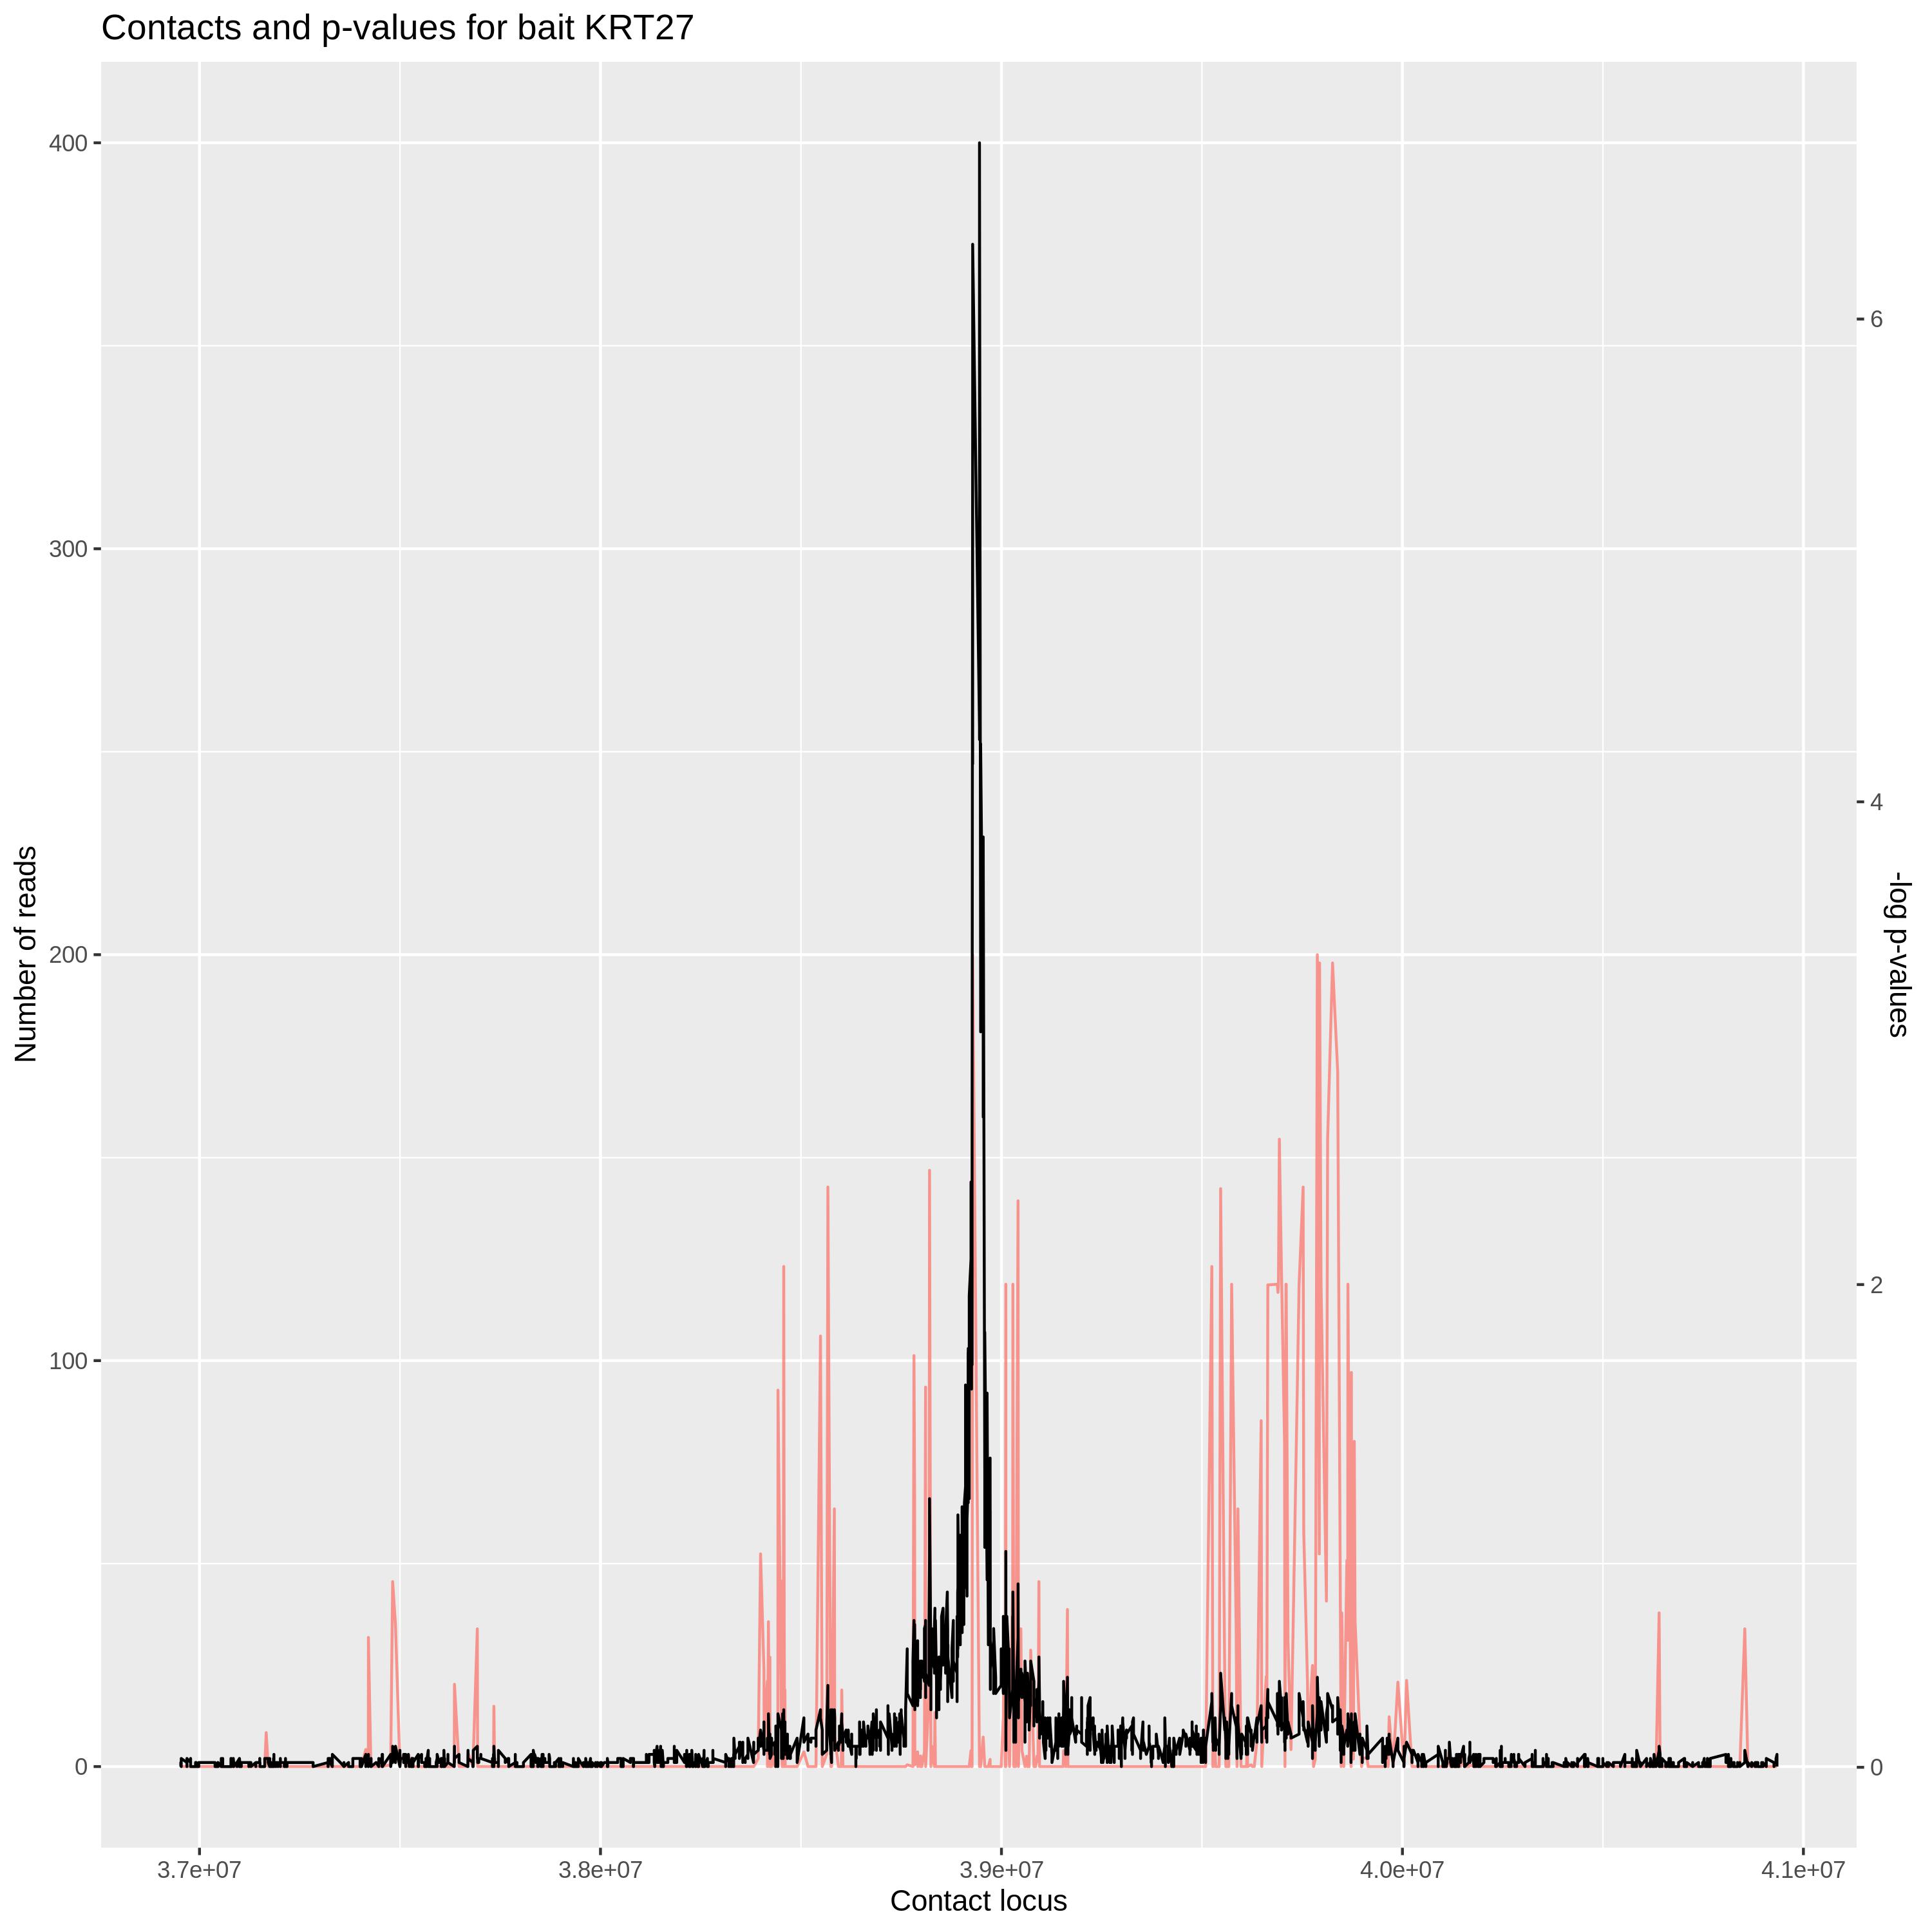 Contacts and p-values for bait KRT27
400
300
200
100
0
Number of reads
6
4
2
0
-log p-values
3.7e+07
3.8e+07
3.9e+07
4.0e+07
4.1e+07
Contact locus